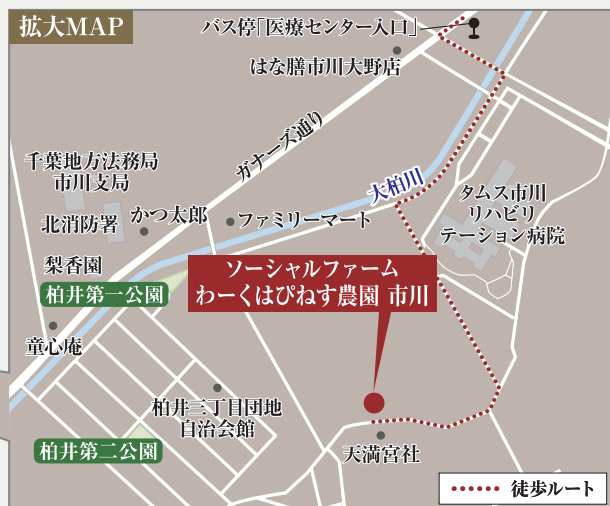 拡大MAP
バス停「医療センター入口」
はな膳市川大野店
ガナーズ通り
千葉地方法務局
市川支局
大柏川
タムス市川
リハビリ
テーション病院
北消防署
かつ太郎
ファミリーマート
梨香園
ソーシャルファーム
わーくはぴねす農園 市川
柏井第一公園
童心庵
柏井三丁目団地
自治会館
柏井第二公園
天満宮社
徒歩ルート